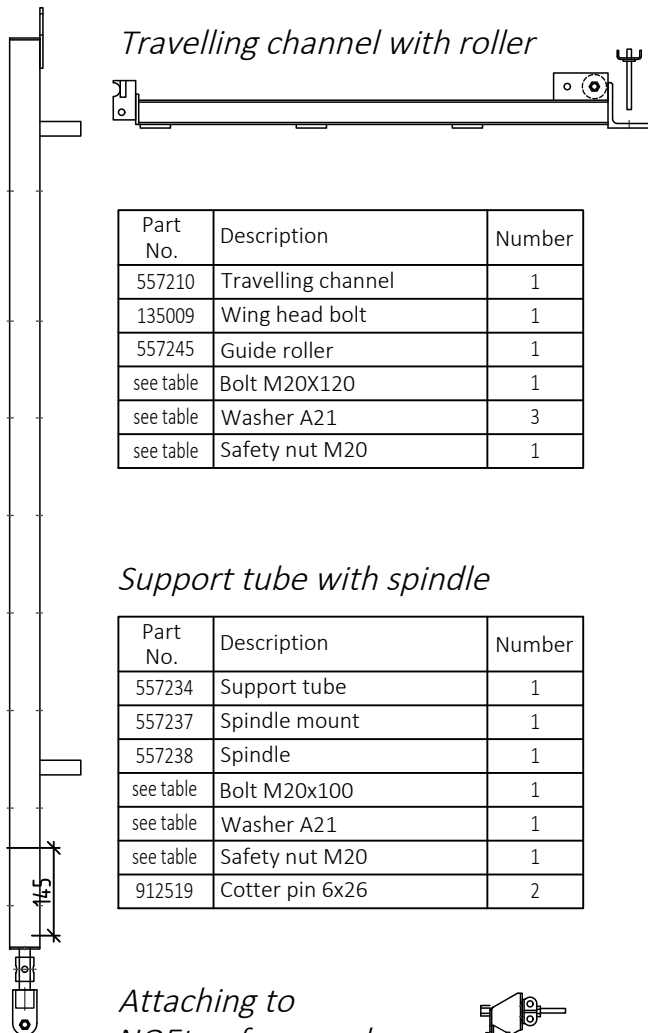 Travelling channel with roller
Part No. Description Number
557210 Travelling channel 1
135009 Wing head bolt 1
557245 Guide roller 1
see table Bolt M20X120 1
see table Washer A21 3
see table Safety nut M20 1
Support tube with spindle
Part No. Description Number
557234 Support tube 1
557237 Spindle mount 1
557238 Spindle 1
see table Bolt M20x100 1
see table Washer A21 1
see table Safety nut M20 1
912519 Cotter pin 6x26 2
145
Attaching to